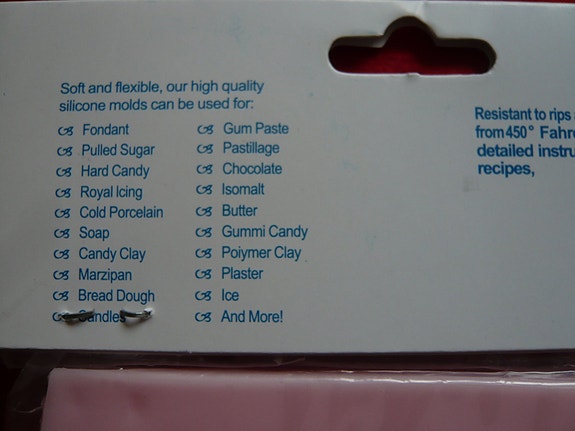 Soft and flexible, our high quality
silicone molds can be used for:
Fondant
Pulled Sugar
Hard Candy
Royal Icing
Cold Porcelain
Soap
Candy Clay
Marzipan
Bread Dough
Candles
Gum Paste
Pastillage
Chocolate
Isomalt
Butter
Gummi Candy
Poiymer Clay
Plaster
Ice
And More!
Resistant to rips
from 450° Fahre
detailed instru
recipes,